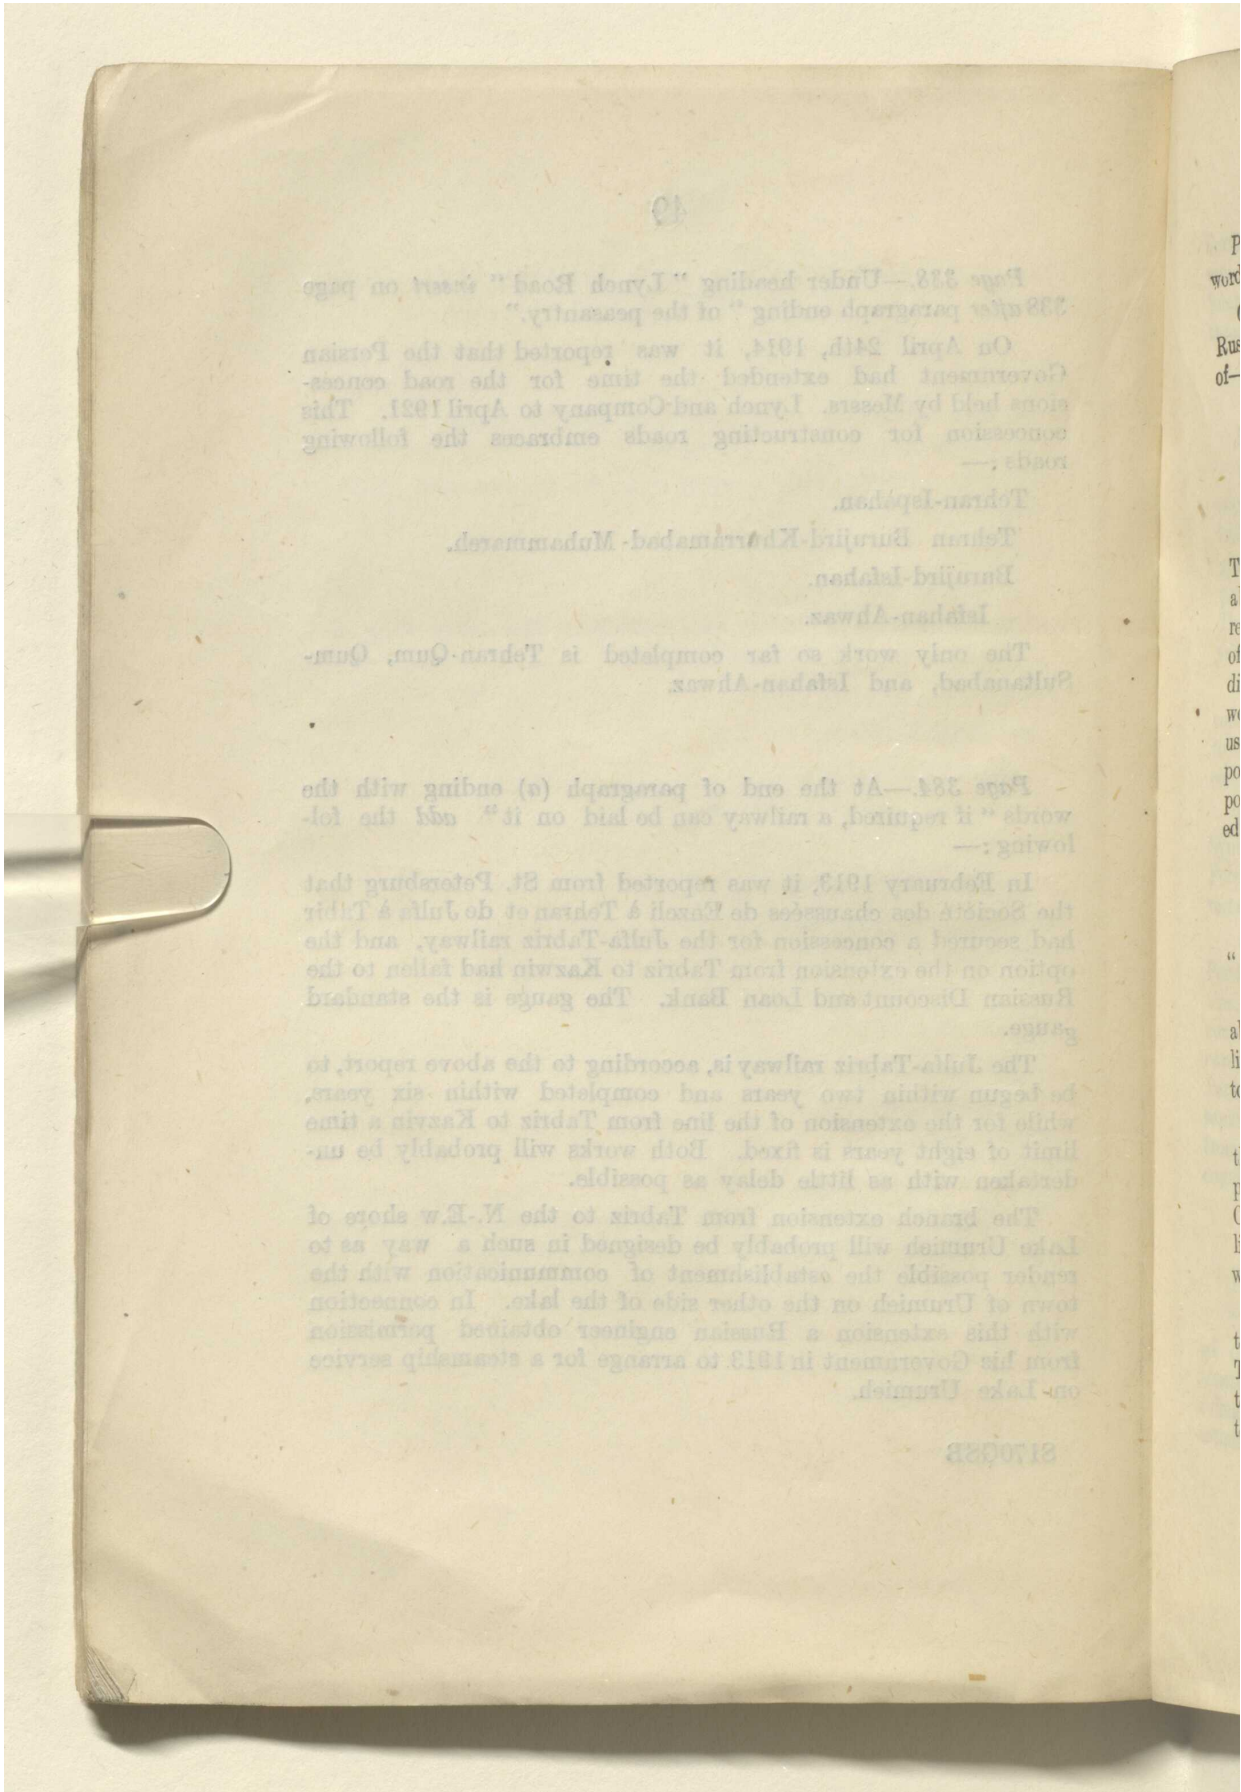 49
Page 338.—Under heading “ Lynch Road ” insert on page
338 after paragraph ending “ of the peasantry.”
On April 24th, 1914, it was reported that the Persian
Government had extended the time for the road conces-
sions held by Messrs. Lynch and Company to April 1921. This
concession for constructing roads embraces the following
roads :—
Tehran-Ispahan.
Tehran Burujird-Khurramabad-Muhammareh.
Burujird-Isfahan.
Isfahan-Ahwaz.
The only work so far completed is Tehran-Qum, Qum-
Sultanabad, and Isfahan-Ahwaz.
Page 384.—At the end of paragraph (a) ending with the
words “ if required, a railway can be laid on it ” add the fol-
lowing :—
In February 1913, it was reported from St. Petersburg that
the Société des chaussées de Enzeli à Tehran et de Julfa à Tabir
had secured a concession for the Julfa-Tabriz railway, and the
option on the extension from Tabriz to Kazwin had fallen to the
Russian Discount and Loan Bank. The gauge is the standard
gauge.
The Julfa-Tabriz railway is, according to the above report, to
be begun within two years and completed within six years,
while for the extension of the line from Tabriz to Kazvin a time
limit of eight years is fixed. Both works will probably be un-
dertaken with as little delay as possible.
The branch extension from Tabriz to the N.-E.w shore of
Lake Urumieh will probably be designed in such a way as to
render possible the establishment of communication with the
town of Urumieh on the other side of the lake. In connection
with this extension a Russian engineer obtained permission
from his Government in 1913 to arrange for a steamship service
on Lake Urumieh.
S170GSB
word
Rus
of—